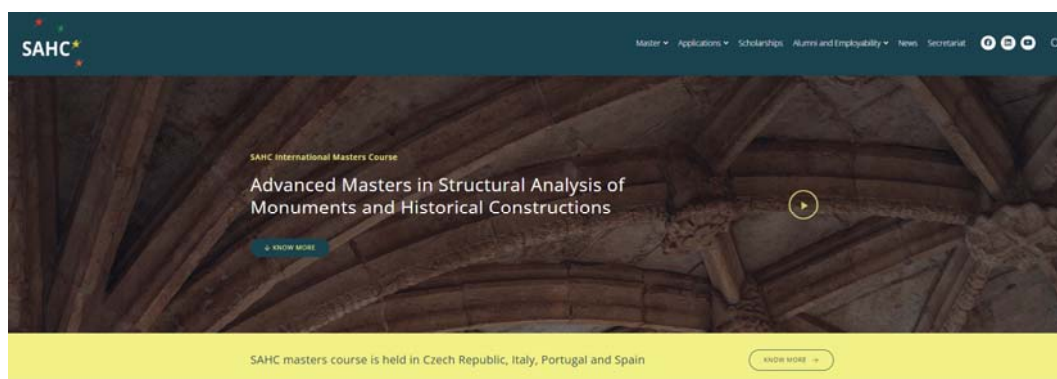 SAHC
Master Applications Scholarships Alumni and Employability News Secretariat
SAHC International Masters Course
Advanced Masters in Structural Analysis of
Monuments and Historical Constructions
KNOW MORE
SAHC masters course is held in Czech Republic, Italy, Portugal and Spain
KNOW MORE